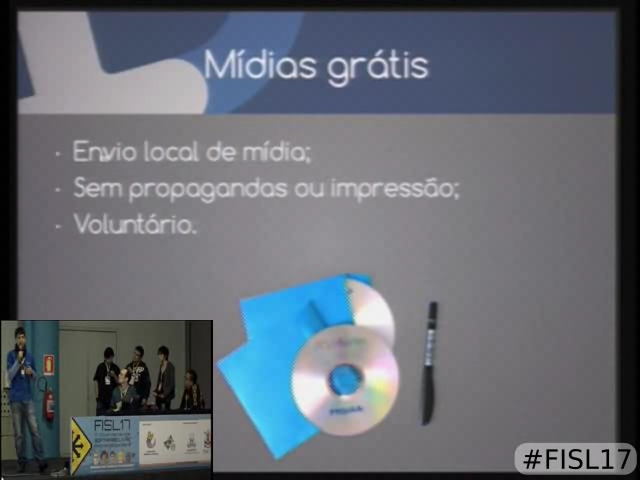 Mídias grátis
- Envio local de mídia;
- Sem propagandas ou impressão;
- Voluntário.
FISL17
#FISL17